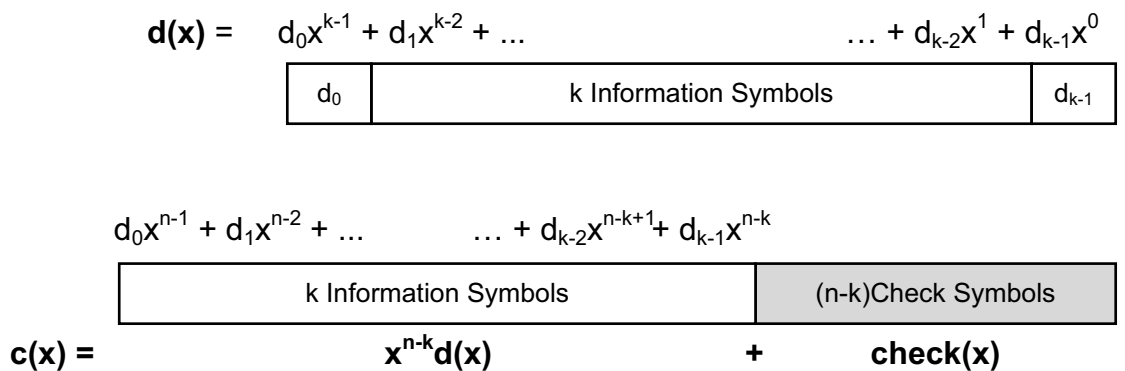 d(x) = d₀xᵏ⁻¹ + d₁xᵏ⁻² + ... … + dₖ₋₂x¹ + dₖ₋₁x⁰
d₀ k Information Symbols dₖ₋₁
d₀xⁿ⁻¹ + d₁xⁿ⁻² + ... … + dₖ₋₂xⁿ⁻ᵏ⁺¹+ dₖ₋₁xⁿ⁻ᵏ
k Information Symbols (n-k)Check Symbols
c(x) = xⁿ⁻ᵏd(x) + check(x)